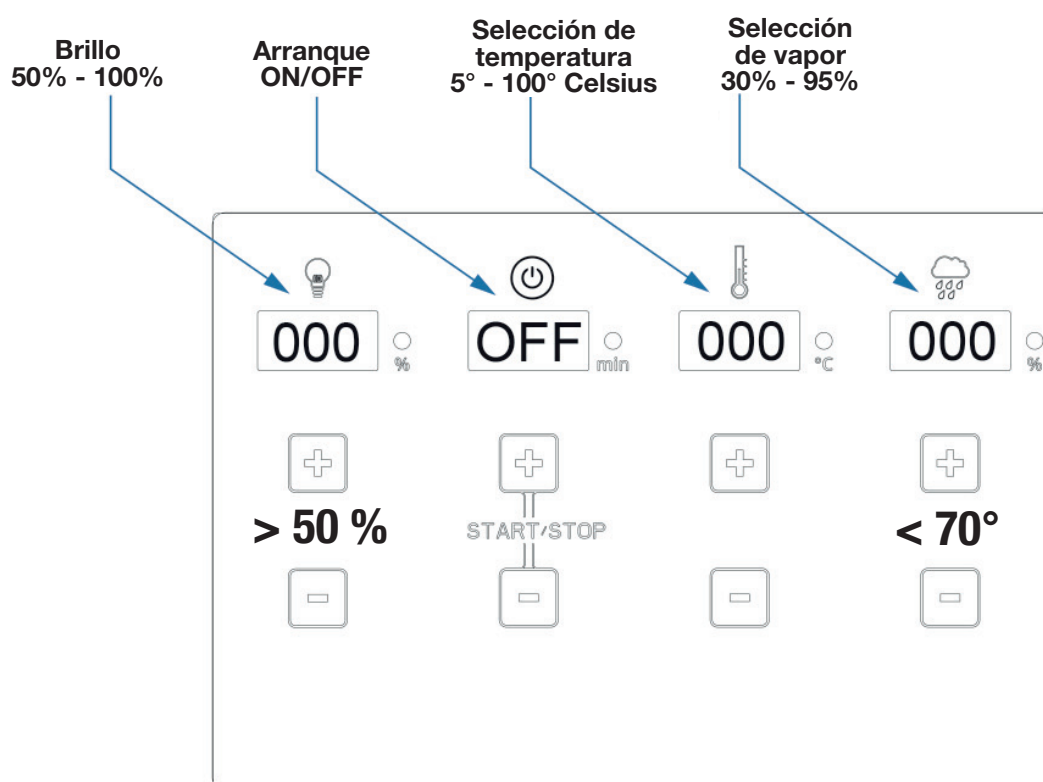 Brillo
50% - 100%
Arranque
ON/OFF
Selección de
temperatura
5° - 100° Celsius
Selección
de vapor
30% - 95%
000
%
OFF
min
000
°C
000
%
> 50 %
START/STOP
< 70°